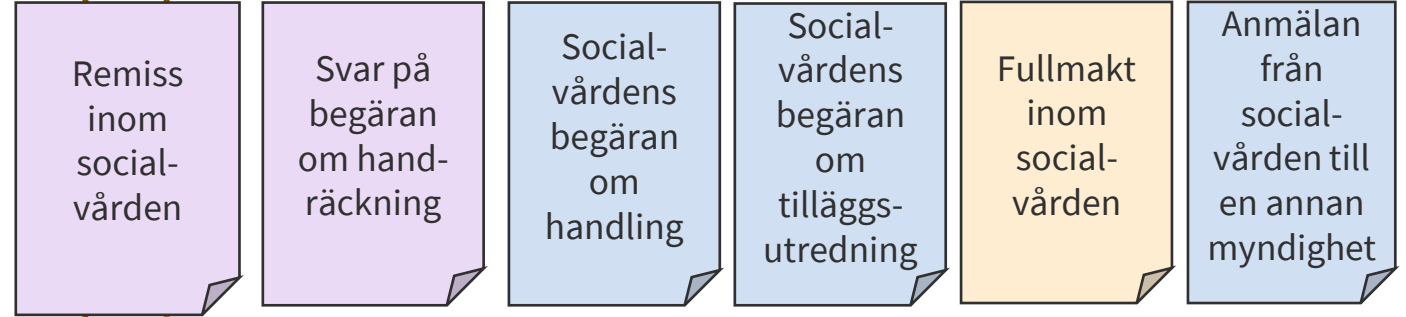 Remiss
inom
social-
vården
Svar på
begäran
om hand-
räckning
Social-
vårdens
begäran
om
handling
Social-
vårdens
begäran
om
tilläggs-
utredning
Fullmakt
inom
social-
vården
Anmälan
från
social-
vården till
en annan
myndighet